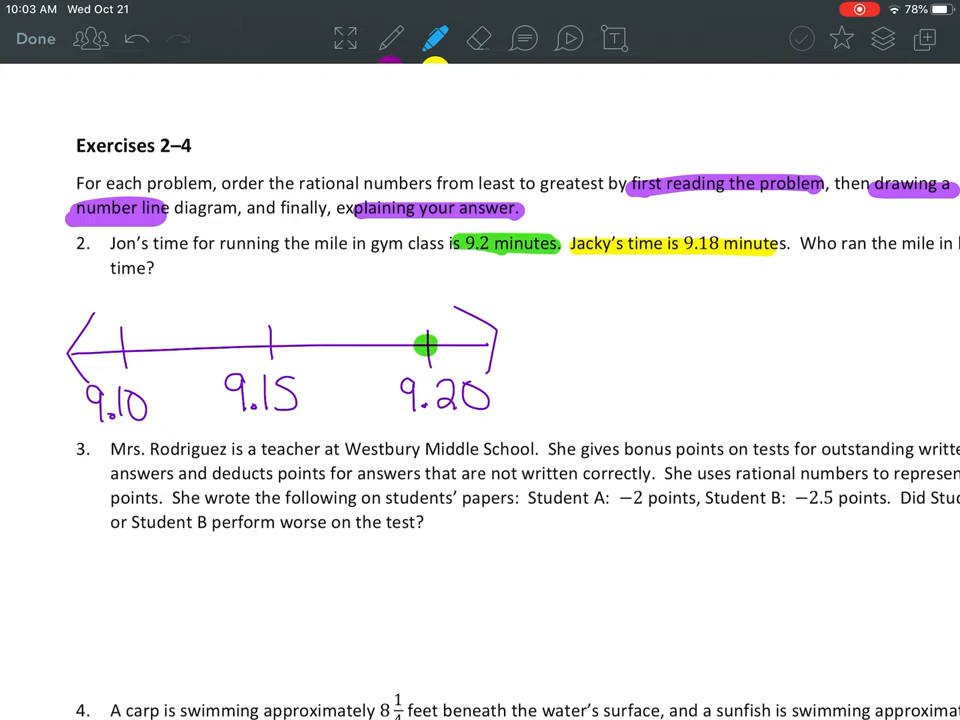 10:03 AM Wed Oct 21
78%
Done
T
Exercises 2–4
For each problem, order the rational numbers from least to greatest by first reading the problem, then drawing a
number line diagram, and finally, explaining your answer.
2. Jon's time for running the mile in gym class is 9.2 minutes. Jacky's time is 9.18 minutes. Who ran the mile in
time?
9.10 9.15 9.20
3. Mrs. Rodriguez is a teacher at Westbury Middle School. She gives bonus points on tests for outstanding
answers and deducts points for answers that are not written correctly. She uses rational numbers to
points. She wrote the following on students' papers: Student A: −2 points, Student B: −2.5 points. Did
or Student B perform worse on the test?
4. A carp is swimming approximately 8 1/4 feet beneath the water's surface, and a sunfish is swimming